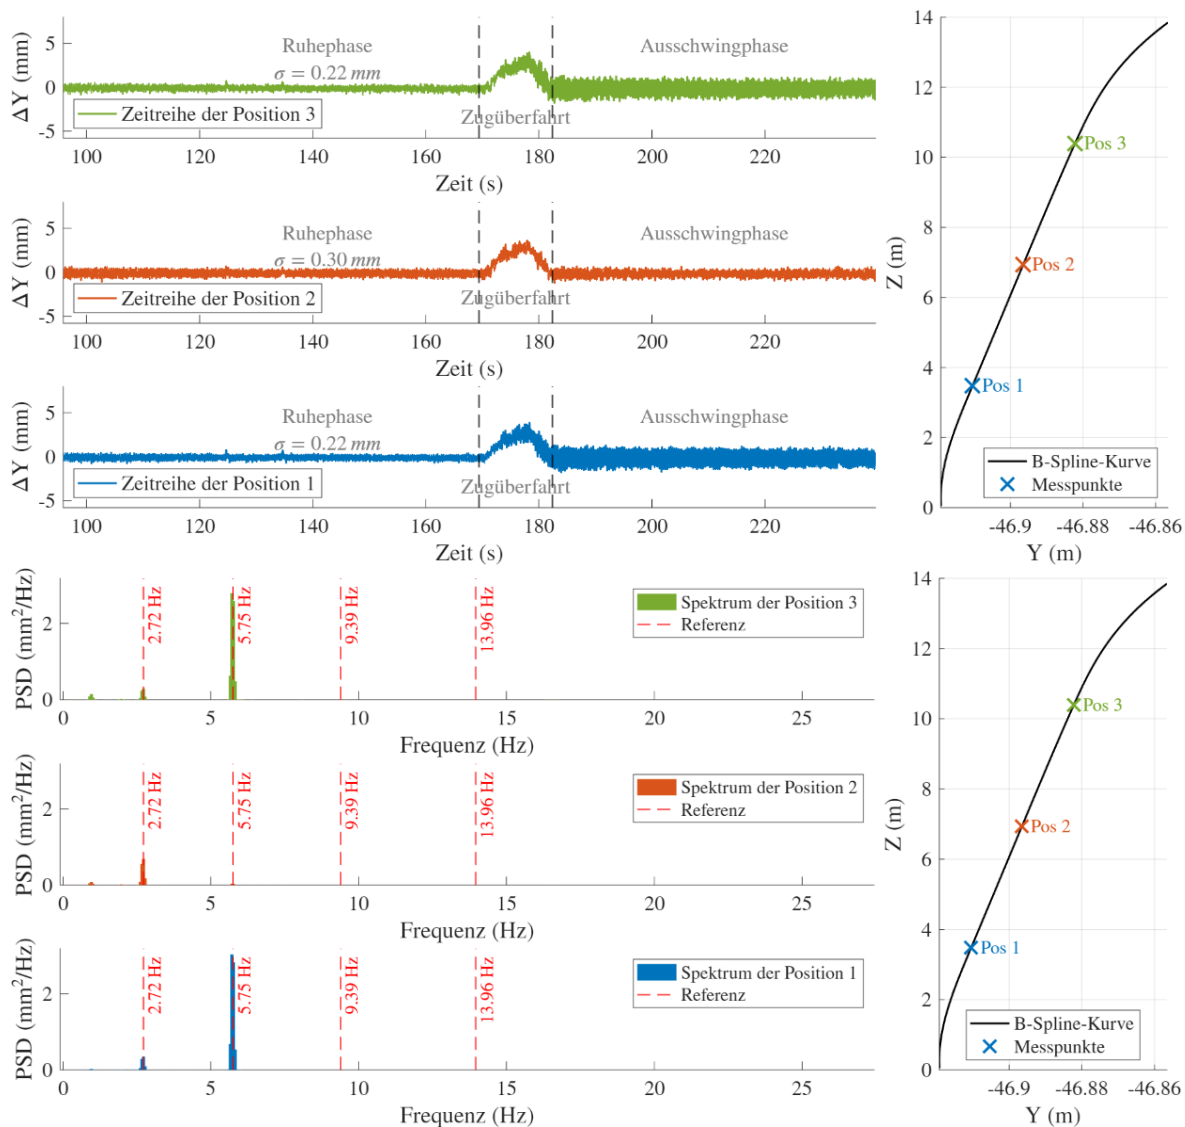 ΔY (mm)
5
0
-5
Ruhephase
σ = 0.22 mm
Ausschwingphase
Zeitreihe der Position 3
Zugüberfahrt
100 120 140 160 180 200 220
Zeit (s)
ΔY (mm)
5
0
-5
Ruhephase
σ = 0.30 mm
Ausschwingphase
Zeitreihe der Position 2
Zugüberfahrt
100 120 140 160 180 200 220
Zeit (s)
ΔY (mm)
5
0
-5
Ruhephase
σ = 0.22 mm
Ausschwingphase
Zeitreihe der Position 1
Zugüberfahrt
100 120 140 160 180 200 220
Zeit (s)
Z (m)
14
12
10
8
6
4
2
0
Pos 3
Pos 2
Pos 1
B-Spline-Kurve
Messpunkte
-46.9 -46.88 -46.86
Y (m)
PSD (mm²/Hz)
2
0
2.72 Hz
5.75 Hz
9.39 Hz
13.96 Hz
Spektrum der Position 3
Referenz
0 5 10 15 20 25
Frequenz (Hz)
PSD (mm²/Hz)
2
0
2.72 Hz
5.75 Hz
9.39 Hz
13.96 Hz
Spektrum der Position 2
Referenz
0 5 10 15 20 25
Frequenz (Hz)
PSD (mm²/Hz)
2
0
2.72 Hz
5.75 Hz
9.39 Hz
13.96 Hz
Spektrum der Position 1
Referenz
0 5 10 15 20 25
Frequenz (Hz)
Z (m)
14
12
10
8
6
4
2
0
Pos 3
Pos 2
Pos 1
B-Spline-Kurve
Messpunkte
-46.9 -46.88 -46.86
Y (m)